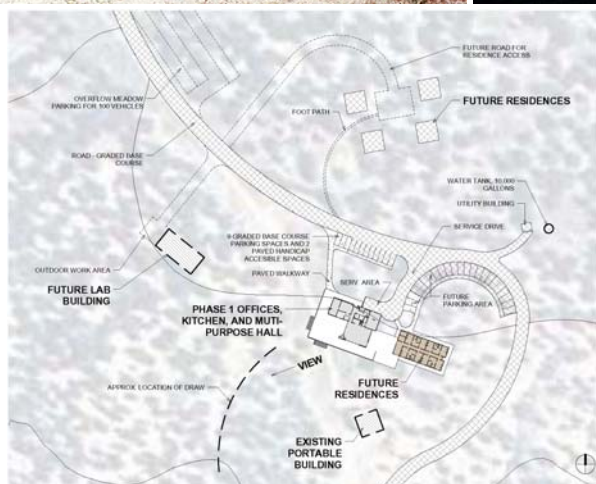 FUTURE ROAD FOR
RESIDENCE ACCESS
OVERFLOW MEADOW
PARKING FOR 100 VEHICLES
FUTURE RESIDENCES
FOOT PATH
ROAD - GRADED BASE
COURSE
WATER TANK, 10,000
GALLONS
UTILITY BUILDING
SERVICE DRIVE
8-GRADED BASE COURSE
PARKING SPACES AND 2
PAVED HANDICAP
ACCESSIBLE SPACES
OUTDOOR WORK AREA
PAVED WALKWAY
SERV. AREA
FUTURE LAB
BUILDING
FUTURE
PARKING AREA
PHASE 1 OFFICES,
KITCHEN, AND MUTI-
PURPOSE HALL
VIEW
APPROX. LOCATION OF DRAW
FUTURE
RESIDENCES
EXISTING
PORTABLE
BUILDING